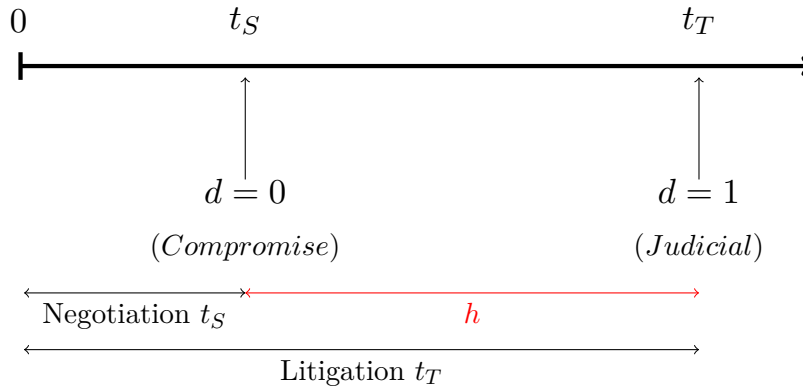 0 t_S t_T
d = 0 d = 1
(Compromise) (Judicial)
Negotiation t_S h
Litigation t_T